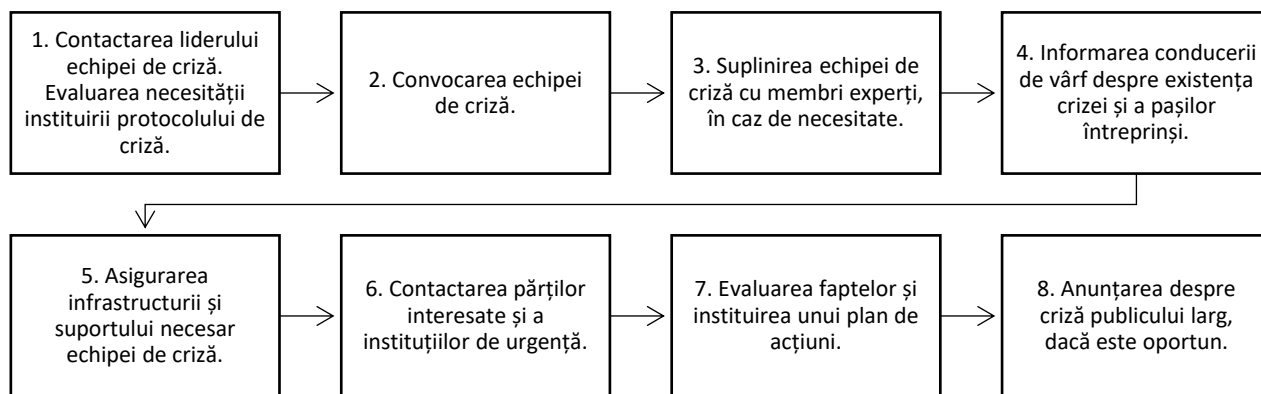 1. Contactarea liderului
echipei de criză.
Evaluarea necesității
instituirii protocolului de
criză.
2. Convocarea echipei
de criză.
3. Suplinirea echipei de
criză cu membri experți,
în caz de necesitate.
4. Informarea conducerii
de vârf despre existența
crizei și a pașilor
întreprinși.
5. Asigurarea
infrastructurii și
suportului necesar
echipei de criză.
6. Contactarea părților
interesate și a
instituțiilor de urgență.
7. Evaluarea faptelor și
instituirea unui plan de
acțiuni.
8. Anunțarea despre
criză publicului larg,
dacă este oportun.